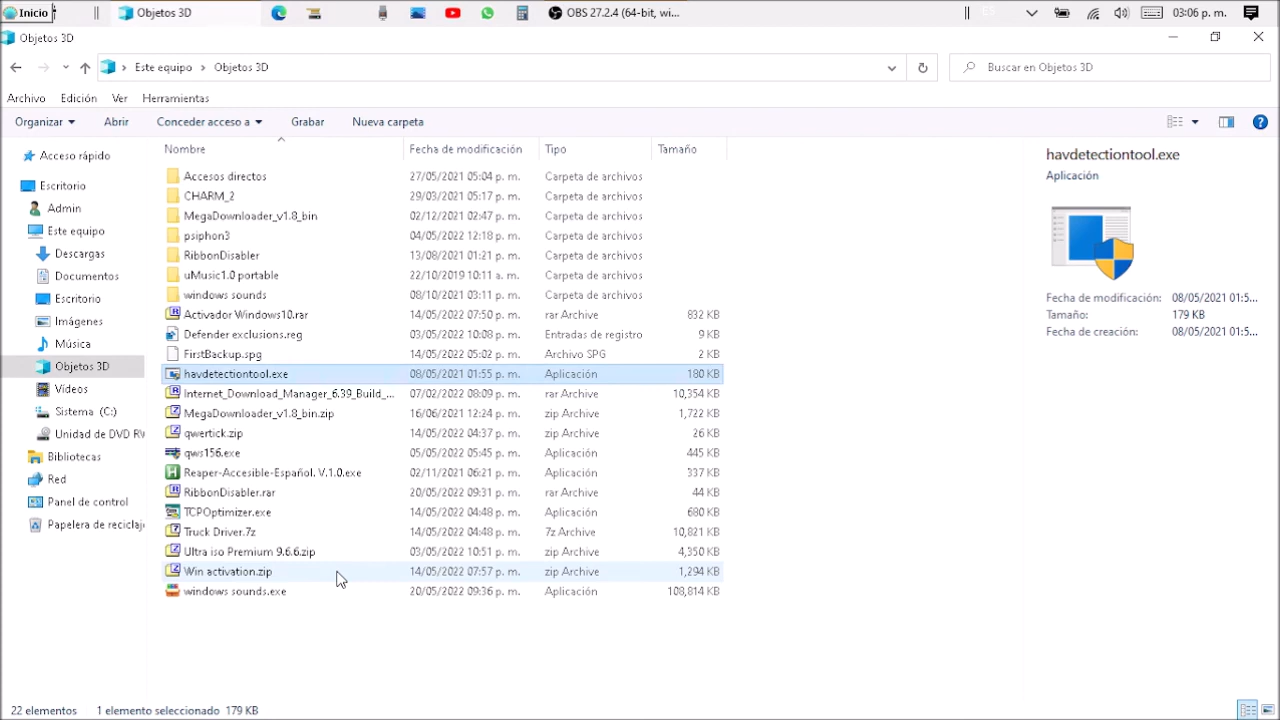 Inicio
Objetos 3D
OBS 27.2.4 (64-bit, wi...
03:06 p. m.
Objetos 3D
Este equipo
Objetos 3D
Buscar en Objetos 3D
Archivo Edición Ver Herramientas
Organizar Abrir Conceder acceso a Grabar Nueva carpeta
Nombre Fecha de modificación Tipo Tamaño
Acceso rápido
Escritorio
Admin
Este equipo
Descargas
Documentos
Escritorio
Imágenes
Música
Objetos 3D
Vídeos
Sistema (C:)
Unidad de DVD RW
Bibliotecas
Red
Panel de control
Papelera de reciclaj
Accesos directos 27/05/2021 05:04 p. m. Carpeta de archivos
CHARM_2 29/03/2021 05:17 p. m. Carpeta de archivos
MegaDownloader_v1.8_bin 02/12/2021 02:47 p. m. Carpeta de archivos
psiphon3 04/05/2022 12:18 p. m. Carpeta de archivos
RibbonDisabler 13/08/2021 01:21 p. m. Carpeta de archivos
uMusic1.0 portable 22/10/2019 10:11 a. m. Carpeta de archivos
windows sounds 08/10/2021 03:11 p. m. Carpeta de archivos
Activador Windows10.rar 14/05/2022 07:50 p. m. rar Archive 832 KB
Defender exclusions.reg 03/05/2022 10:08 p. m. Entradas de registro 9 KB
FirstBackup.spg 14/05/2022 05:02 p. m. Archivo SPG 2 KB
havdetectiontool.exe 08/05/2021 01:55 p. m. Aplicación 180 KB
Internet_Download_Manager_6.39_Build_... 07/02/2022 08:09 p. m. rar Archive 10,354 KB
MegaDownloader_v1.8_bin.zip 16/06/2021 12:24 p. m. zip Archive 1,722 KB
qwertick.zip 14/05/2022 04:37 p. m. zip Archive 26 KB
qws156.exe 05/05/2022 05:45 p. m. Aplicación 445 KB
Reaper-Accesible-Español. V.1.0.exe 02/11/2021 06:21 p. m. Aplicación 337 KB
RibbonDisabler.rar 20/05/2022 09:31 p. m. rar Archive 44 KB
TCPOptimizer.exe 14/05/2022 04:48 p. m. Aplicación 680 KB
Truck Driver.7z 14/05/2022 04:48 p. m. 7z Archive 10,821 KB
Ultra iso Premium 9.6.6.zip 03/05/2022 10:51 p. m. zip Archive 4,350 KB
Win activation.zip 14/05/2022 07:57 p. m. zip Archive 1,294 KB
windows sounds.exe 20/05/2022 09:36 p. m. Aplicación 108,814 KB
havdetectiontool.exe
Aplicación
Fecha de modificación: 08/05/2021 01:5...
Tamaño: 179 KB
Fecha de creación: 08/05/2021 01:5...
22 elementos 1 elemento seleccionado 179 KB